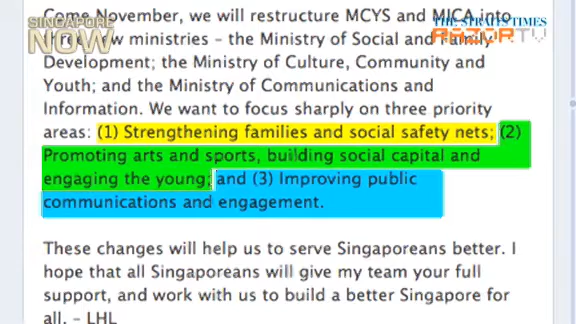 SINGAPORE
NOW
THE STRAITS TIMES
RAZORTV
Come November, we will restructure MCYS and MICA into
three new ministries – the Ministry of Social and Family
Development; the Ministry of Culture, Community and
Youth; and the Ministry of Communications and
Information. We want to focus sharply on three priority
areas: (1) Strengthening families and social safety nets; (2)
Promoting arts and sports, building social capital and
engaging the young; and (3) Improving public
communications and engagement.
These changes will help us to serve Singaporeans better. I
hope that all Singaporeans will give my team your full
support, and work with us to build a better Singapore for
all. – LHL